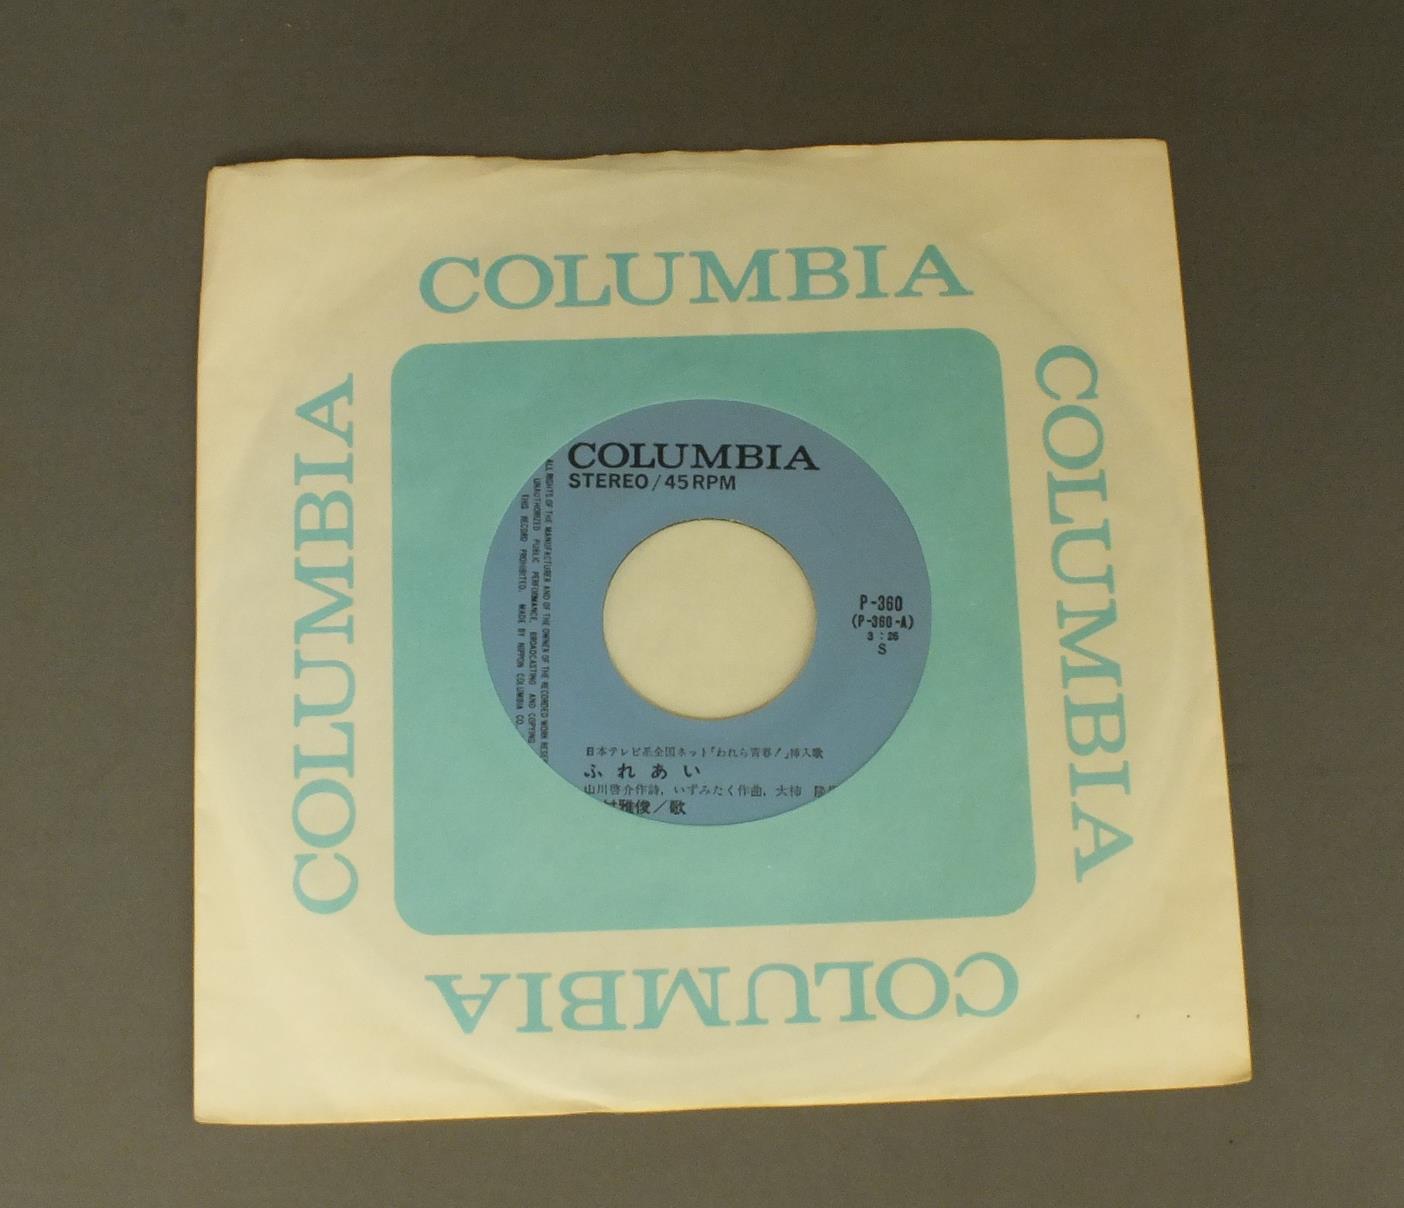 COLUMBIA
COLUMBIA
COLUMBIA
COLUMBIA
COLUMBIA
STEREO/45RPM
ALL RIGHTS OF THE MANUFACTURER AND OF THE OWNER OF THE RECORDED WORK RESE
UNAUTHORIZED PUBLIC PERFORMANCE, BROADCASTING AND COPYING
THIS RECORD PROHIBITED. MADE BY NIPPON COLUMBIA CO.
P-360
(P-360-A)
3:26
S
日本テレビ系全国ネット「われら青春!」挿入歌
ふれあい
山川啓介作詩, いずみたく作曲, 大柿 隆
雅俊/歌